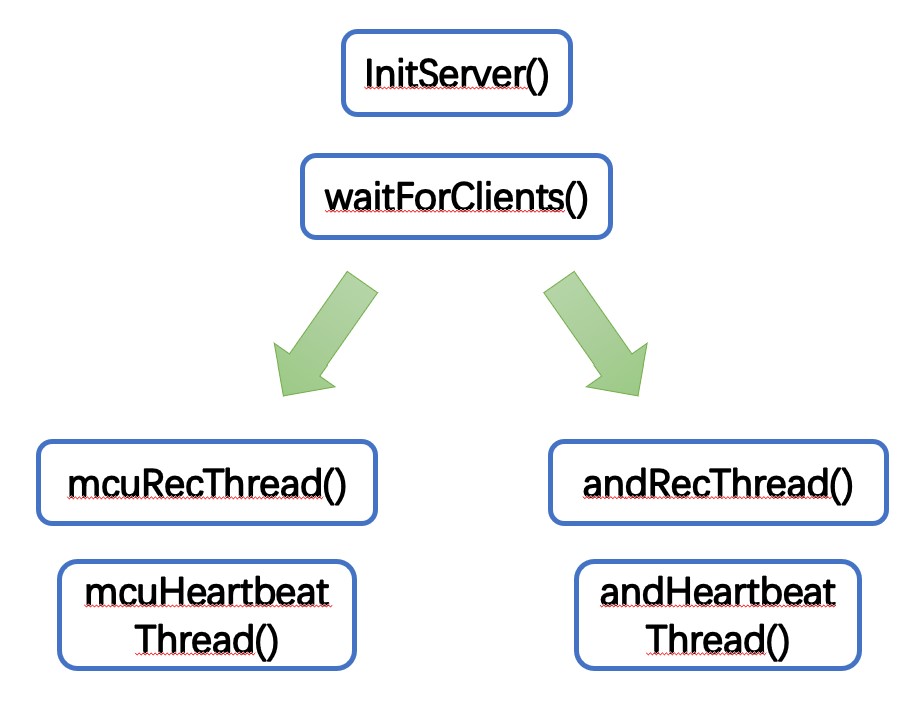 InitServer()
waitForClients()
mcuRecThread()
andRecThread()
mcuHeartbeat
Thread()
andHeartbeat
Thread()